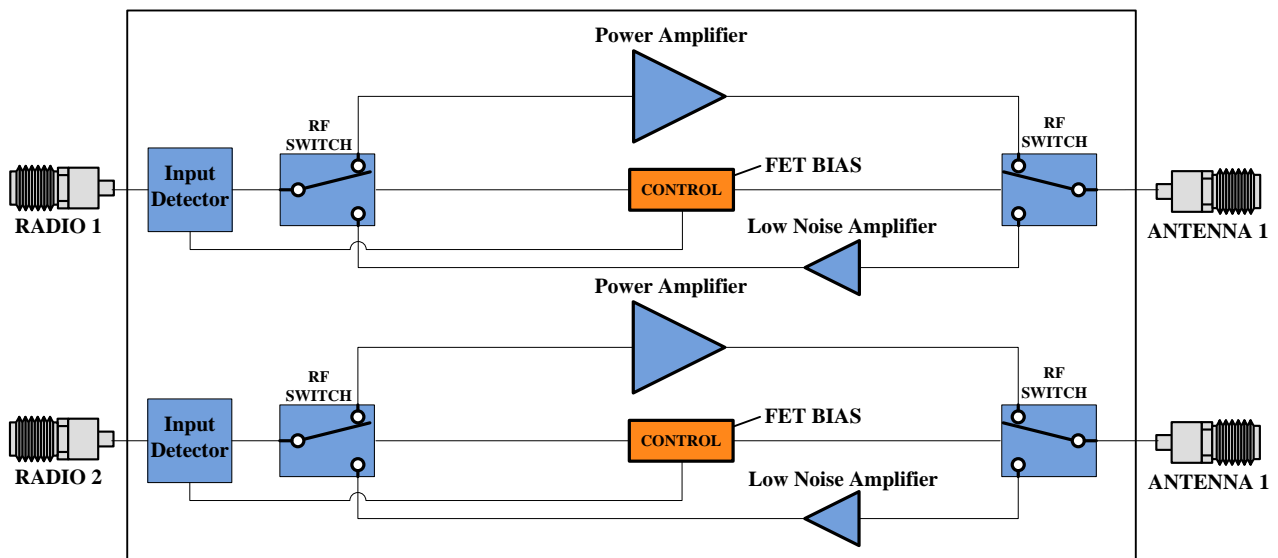 Power Amplifier
RF
SWITCH
RF
SWITCH
Input
Detector
CONTROL
FET BIAS
RADIO 1
Low Noise Amplifier
ANTENNA 1
Power Amplifier
RF
SWITCH
RF
SWITCH
Input
Detector
CONTROL
FET BIAS
RADIO 2
Low Noise Amplifier
ANTENNA 1